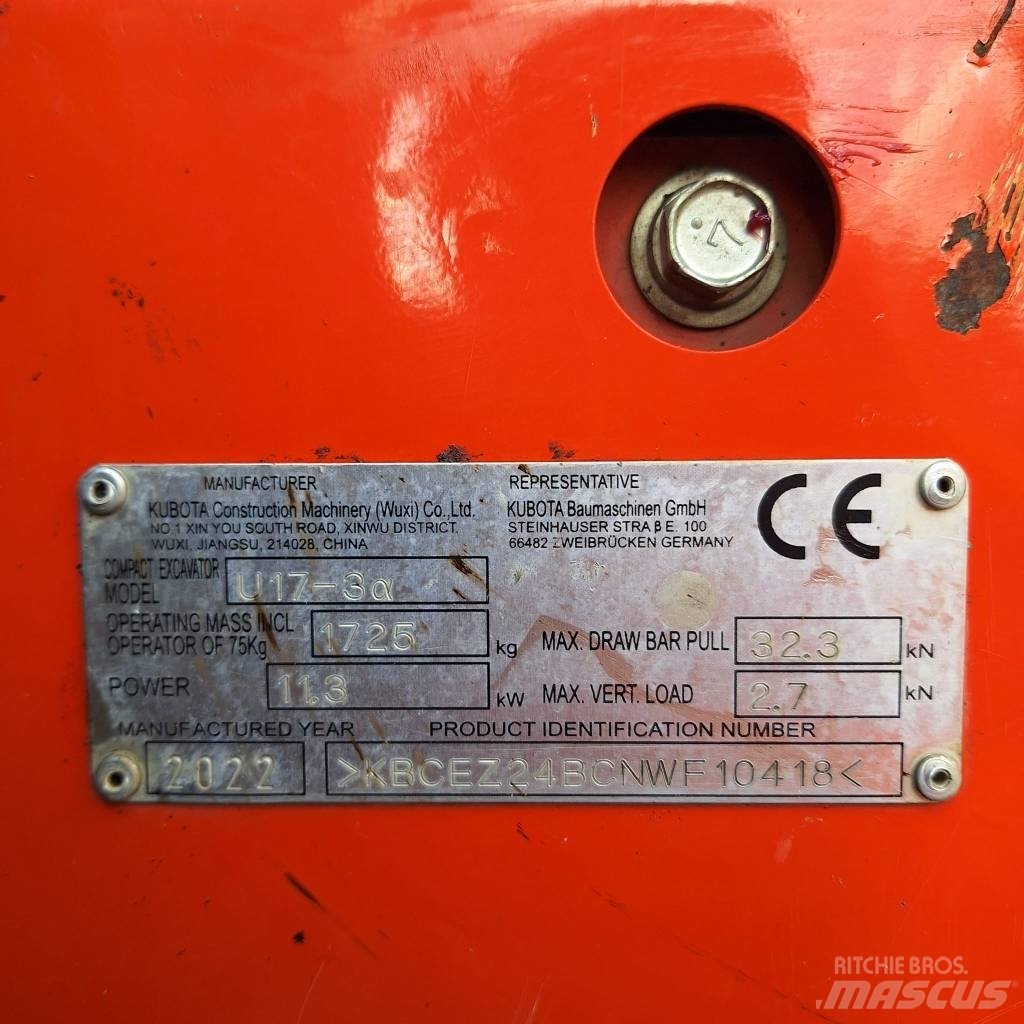 7
MANUFACTURER
KUBOTA Construction Machinery (Wuxi) Co., Ltd.
NO.1 XIN YOU SOUTH ROAD, XINWU DISTRICT.
WUXI, JIANGSU, 214028, CHINA
REPRESENTATIVE
KUBOTA Baumaschinen GmbH
STEINHAUSER STRAβE. 100
66482 ZWEIBRÜCKEN GERMANY
CE
COMPACT EXCAVATOR
MODEL U17-3α
OPERATING MASS INCL
OPERATOR OF 75Kg 1725 kg
MAX. DRAW BAR PULL 32.3 kN
POWER 11.3 kW
MAX. VERT. LOAD 2.7 kN
MANUFACTURED YEAR PRODUCT IDENTIFICATION NUMBER
2022 >KBCEZ24BCNWF10418<
RITCHIE BROS.
MASCUS